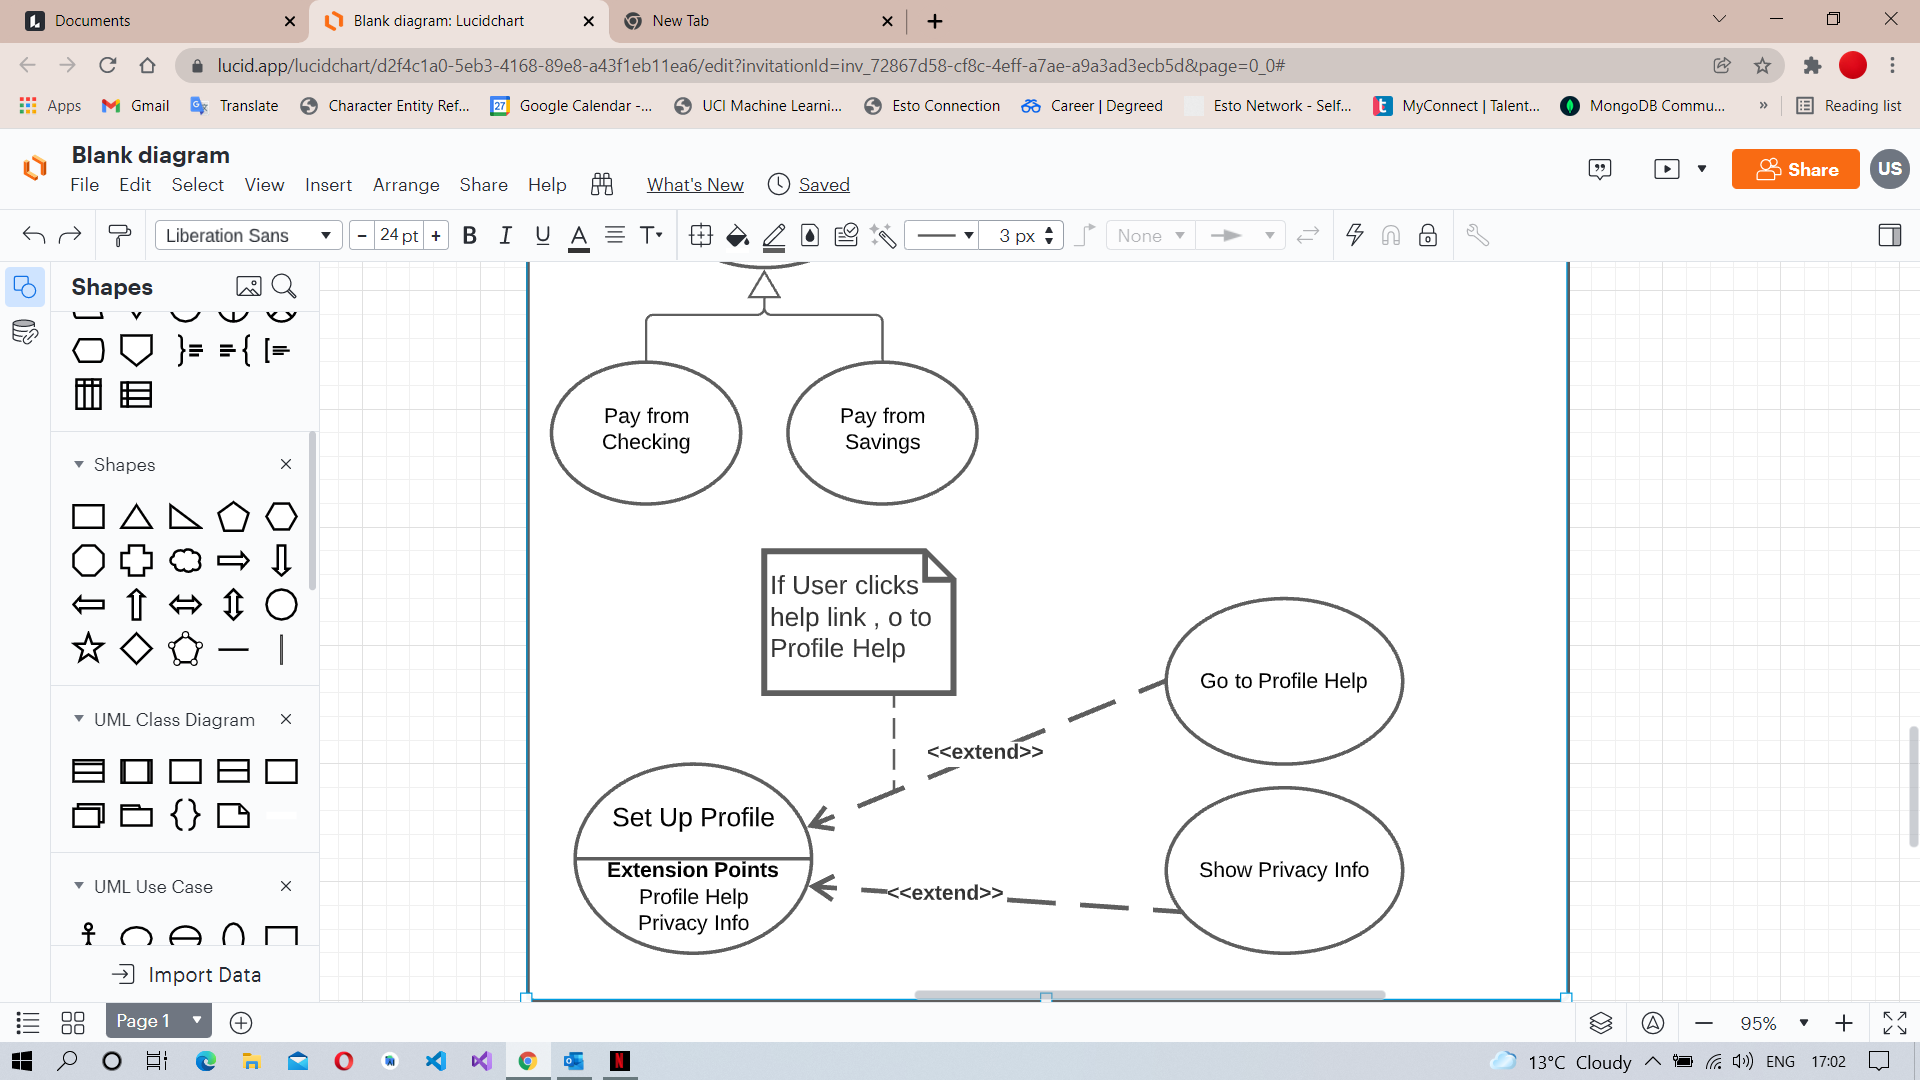 Documents
Blank diagram: Lucidchart
New Tab
lucid.app/lucidchart/d2f4c1a0-5eb3-4168-89e8-a43f1eb11ea6/edit?invitationId=inv_72867d58-cf8c-4eff-a7ae-a9a3ad3ecb5d&page=0_0#
Apps
Gmail
Translate
Character Entity Ref...
27
Google Calendar -...
UCI Machine Learni...
Esto Connection
Career | Degreed
Esto Network - Self...
MyConnect | Talent...
MongoDB Commu...
»
Reading list
Blank diagram
File Edit Select View Insert Arrange Share Help
What's New
Saved
Share
US
Liberation Sans
- 24 pt +
B I U A T
3 px
None
Shapes
Shapes
UML Class Diagram
UML Use Case
Import Data
Pay from
Checking
Pay from
Savings
If User clicks
help link , o to
Profile Help
Go to Profile Help
<<extend>>
Set Up Profile
Extension Points
Profile Help
Privacy Info
<<extend>>
Show Privacy Info
Page 1
95%
13°C Cloudy
ENG
17:02